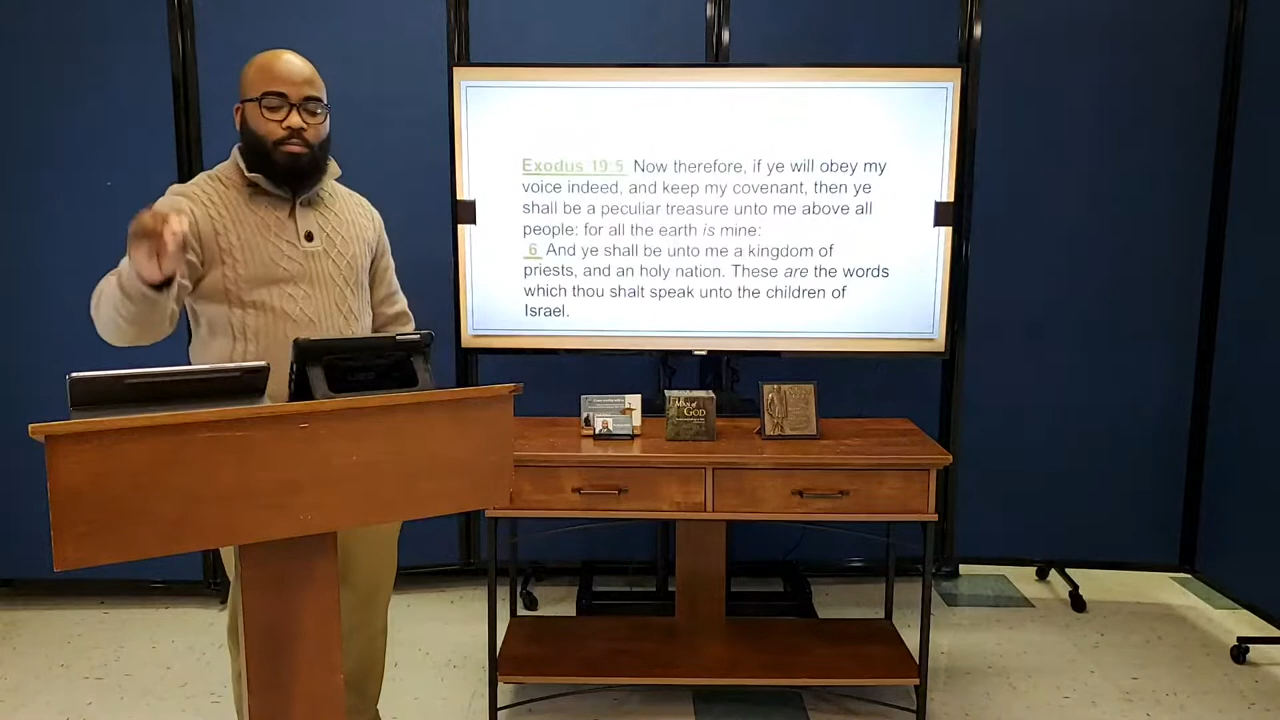 Exodus 19:5 Now therefore, if ye will obey my
voice indeed, and keep my covenant, then ye
shall be a peculiar treasure unto me above all
people: for all the earth is mine:
6 And ye shall be unto me a kingdom of
priests, and an holy nation. These are the words
which thou shalt speak unto the children of
Israel.
Man of
GOD